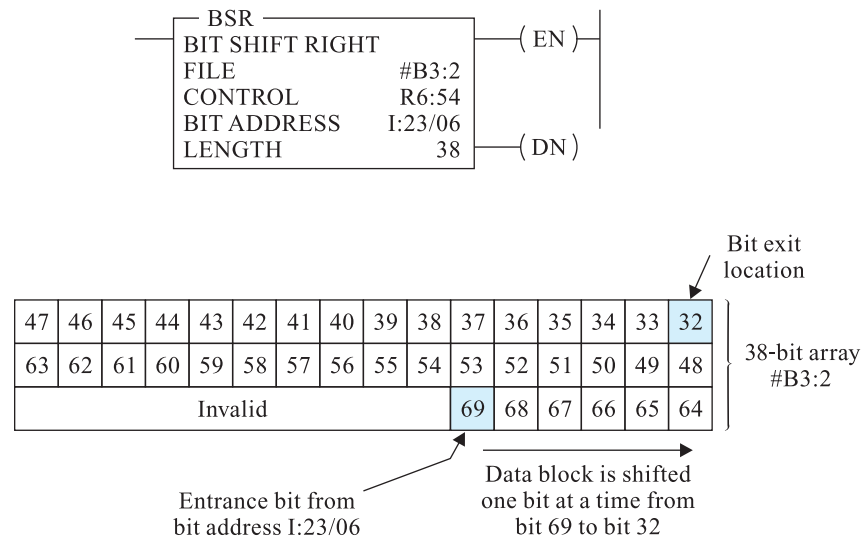 BSR
BIT SHIFT RIGHT
FILE #B3:2
CONTROL R6:54
BIT ADDRESS I:23/06
LENGTH 38
( EN )
( DN )
Bit exit
location
47 46 45 44 43 42 41 40 39 38 37 36 35 34 33 32
63 62 61 60 59 58 57 56 55 54 53 52 51 50 49 48
Invalid 69 68 67 66 65 64
38-bit array
#B3:2
Entrance bit from
bit address I:23/06
Data block is shifted
one bit at a time from
bit 69 to bit 32